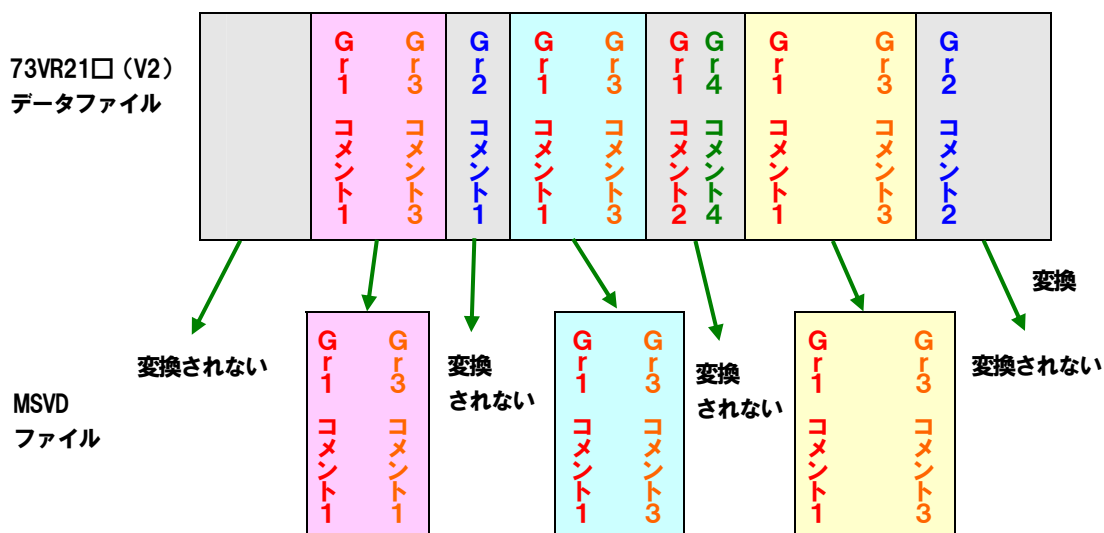 73VR21□（V2）
データファイル
Gr1 コメント1
Gr3 コメント3
Gr2 コメント1
Gr1 コメント1
Gr3 コメント3
Gr1 コメント2
Gr4 コメント4
Gr1 コメント1
Gr3 コメント3
Gr2 コメント2
変換
変換されない
変換
されない
変換
されない
変換されない
MSVD
ファイル
Gr1 コメント1
Gr3 コメント1
Gr1 コメント1
Gr3 コメント3
Gr1 コメント1
Gr3 コメント3